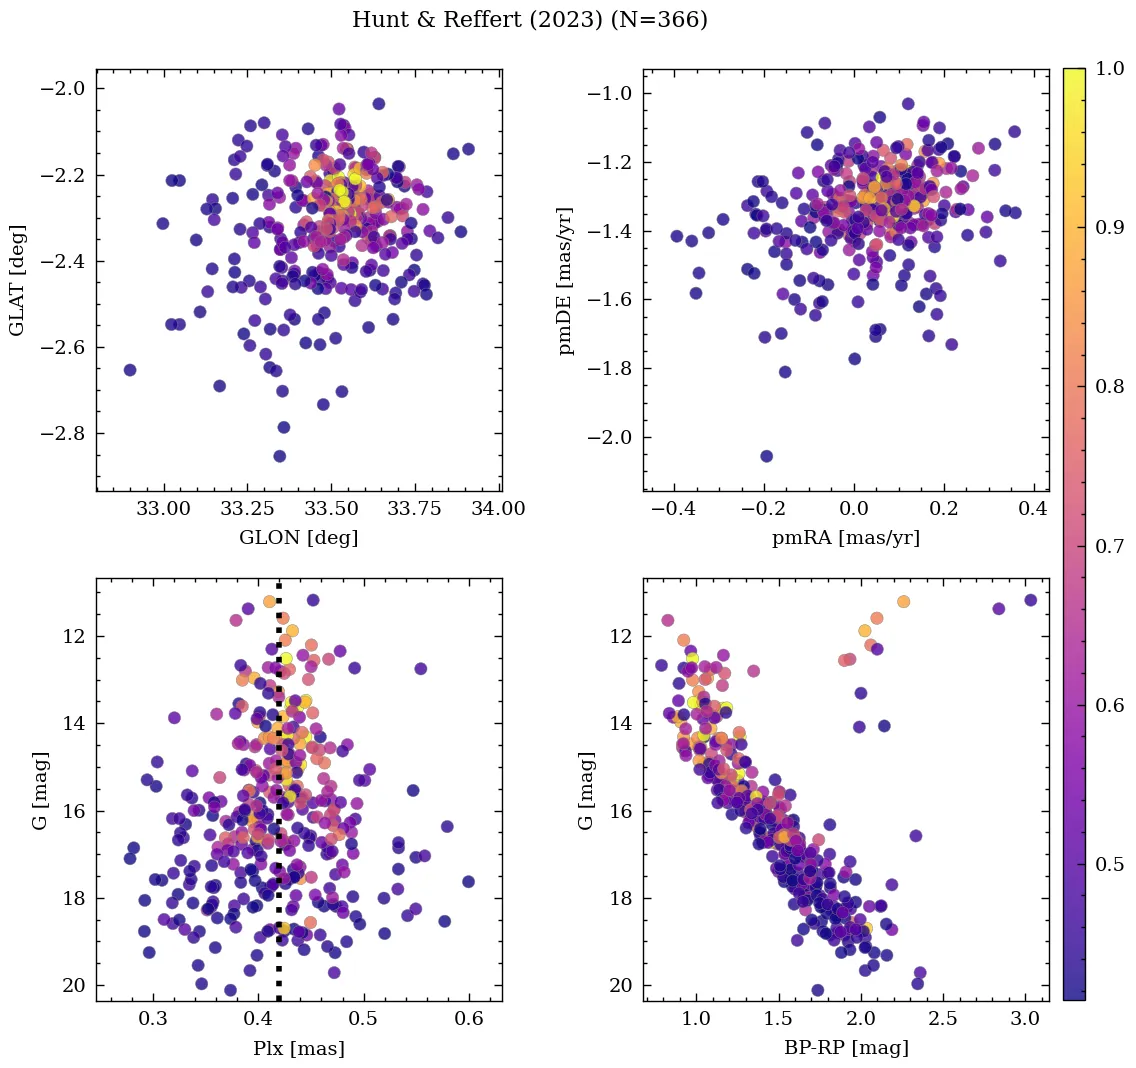 Hunt & Reffert (2023) (N=366)
−2.0
−2.2
−2.4
−2.6
−2.8
GLAT [deg]
33.00 33.25 33.50 33.75 34.00
GLON [deg]
−1.0
−1.2
−1.4
−1.6
−1.8
−2.0
pmDE [mas/yr]
−0.4 −0.2 0.0 0.2 0.4
pmRA [mas/yr]
1.0
0.9
0.8
0.7
0.6
0.5
12
14
16
18
20
G [mag]
0.3 0.4 0.5 0.6
Plx [mas]
12
14
16
18
20
G [mag]
1.0 1.5 2.0 2.5 3.0
BP-RP [mag]